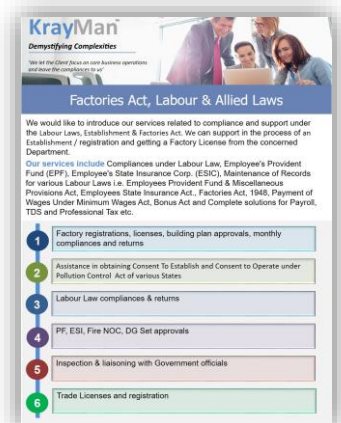 KrayMan™
Demystifying Complexities
"We let the Client focus on core business operations
and leave the compliances to us"
Factories Act, Labour & Allied Laws
We would like to introduce our services related to compliance and support under
the Labour Laws, Establishment & Factories Act. We can support in the process of an
Establishment / registration and getting a Factory License from the concerned
Department.
Our services include Compliances under Labour Law, Employee's Provident
Fund (EPF), Employee's State Insurance Corp. (ESIC), Maintenance of Records
for various Labour Laws i.e. Employees Provident Fund & Miscellaneous
Provisions Act, Employees State Insurance Act., Factories Act, 1948, Payment of
Wages Under Minimum Wages Act, Bonus Act and Complete solutions for Payroll,
TDS and Professional Tax etc.
1 Factory registrations, licenses, building plan approvals, monthly
compliances and returns
2 Assistance in obtaining Consent To Establish and Consent to Operate under
Pollution Control Act of various States
3 Labour Law compliances & returns
4 PF, ESI, Fire NOC, DG Set approvals
5 Inspection & liaisoning with Government officials
6 Trade Licenses and registration